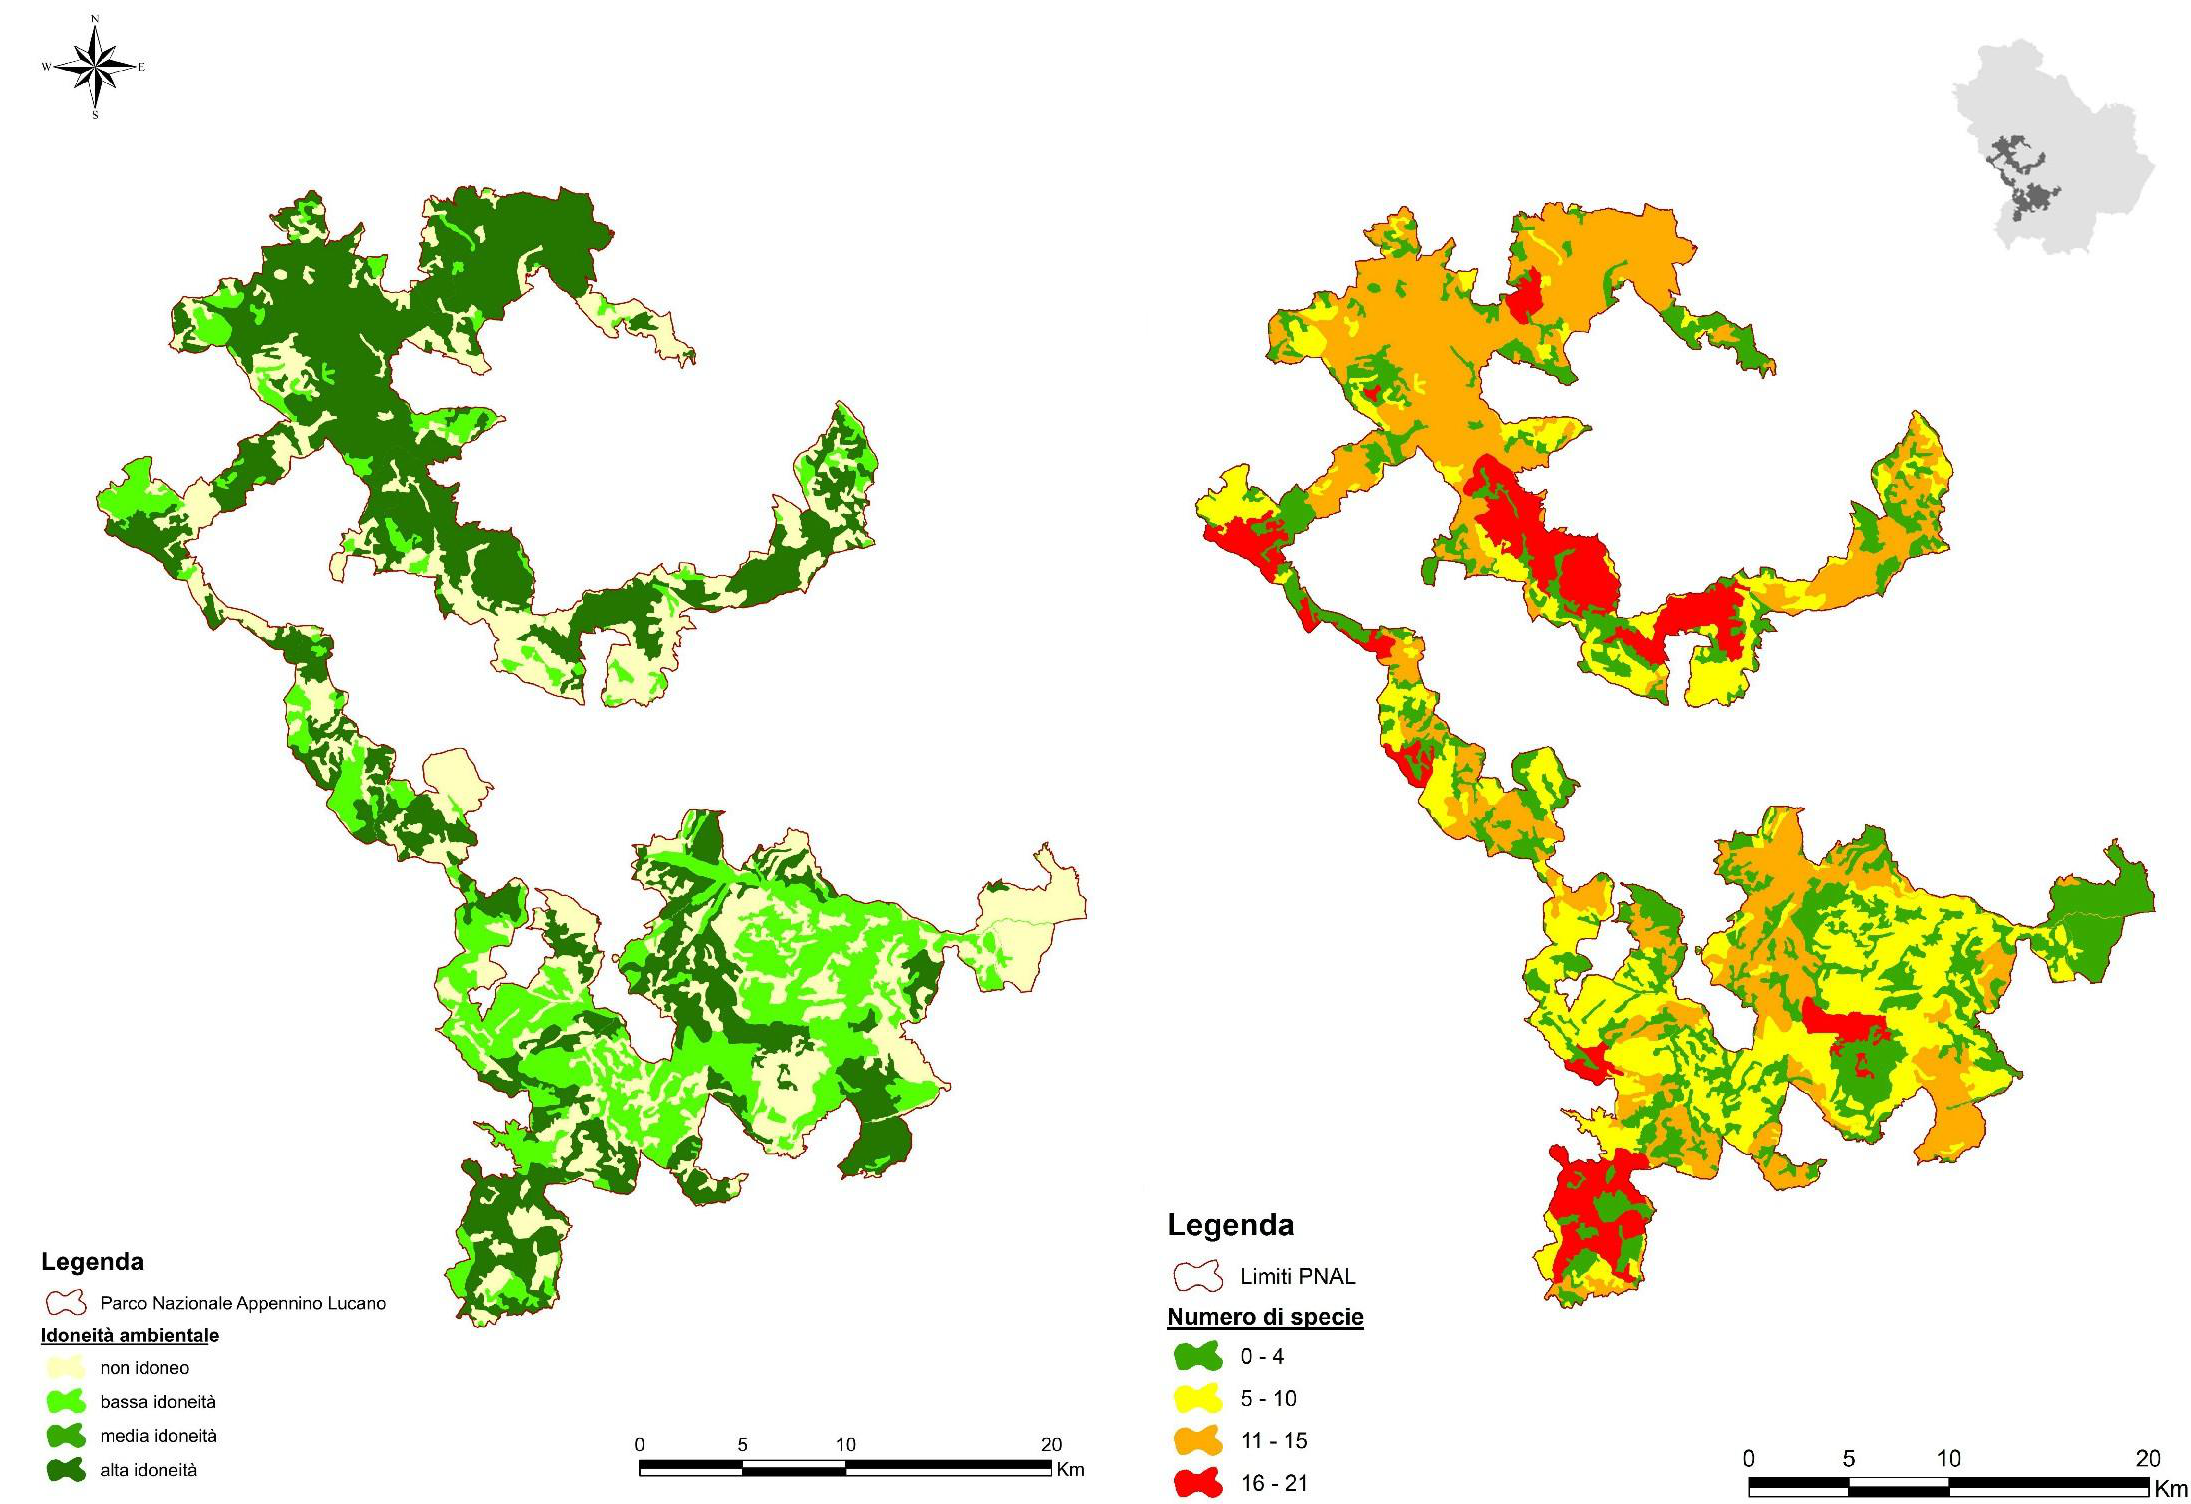 N
W E
S
Legenda
Parco Nazionale Appennino Lucano
Idoneità ambientale
non idoneo
bassa idoneità
media idoneità
alta idoneità
0 5 10 20
Km
Legenda
Limiti PNAL
Numero di specie
0 - 4
5 - 10
11 - 15
16 - 21
0 5 10 20
Km